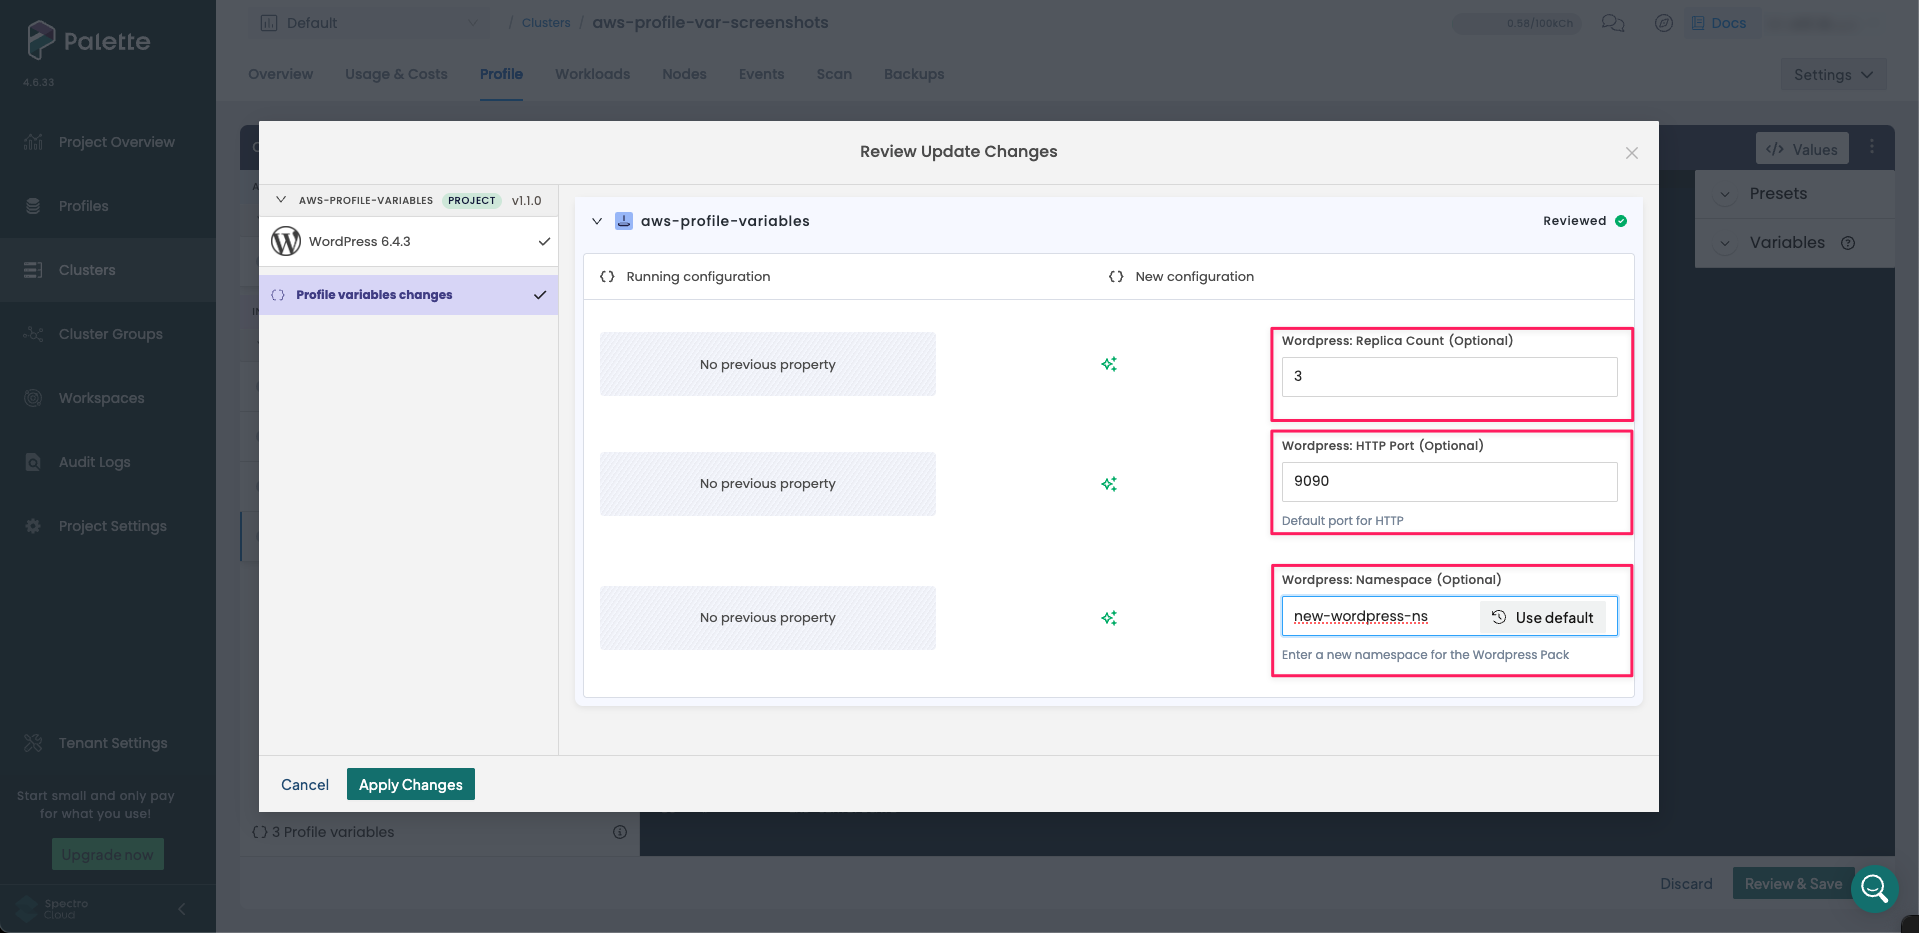 Palette
4.6.33
Project Overview
Profiles
Clusters
Cluster Groups
Workspaces
Audit Logs
Project Settings
Tenant Settings
Start small and only pay
for what you use!
Upgrade now
Spectro
Cloud
Default
/ Clusters / aws-profile-var-screenshots
0.58/100kCh
Docs
Overview
Usage & Costs
Profile
Workloads
Nodes
Events
Scan
Backups
Settings
</> Values
Presets
Variables
Review Update Changes
AWS-PROFILE-VARIABLES PROJECT v1.1.0
WordPress 6.4.3
Profile variables changes
aws-profile-variables
Reviewed
Running configuration
New configuration
No previous property
Wordpress: Replica Count (Optional)
3
No previous property
Wordpress: HTTP Port (Optional)
9090
Default port for HTTP
No previous property
Wordpress: Namespace (Optional)
new-wordpress-ns
Use default
Enter a new namespace for the Wordpress Pack
Cancel
Apply Changes
{} 3 Profile variables
Discard
Review & Save